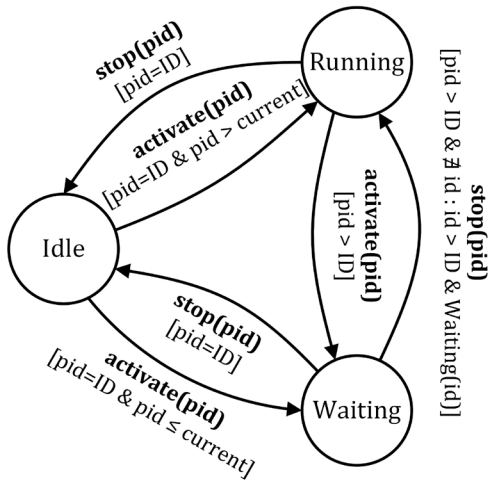 stop(pid)
[pid=ID]
Running
activate(pid)
[pid=ID & pid > current]
activate(pid)
[pid > ID]
stop(pid)
[pid > ID & ∄ id : id > ID & Waiting(id)]
Idle
stop(pid)
[pid=ID]
activate(pid)
[pid=ID & pid ≤ current]
Waiting